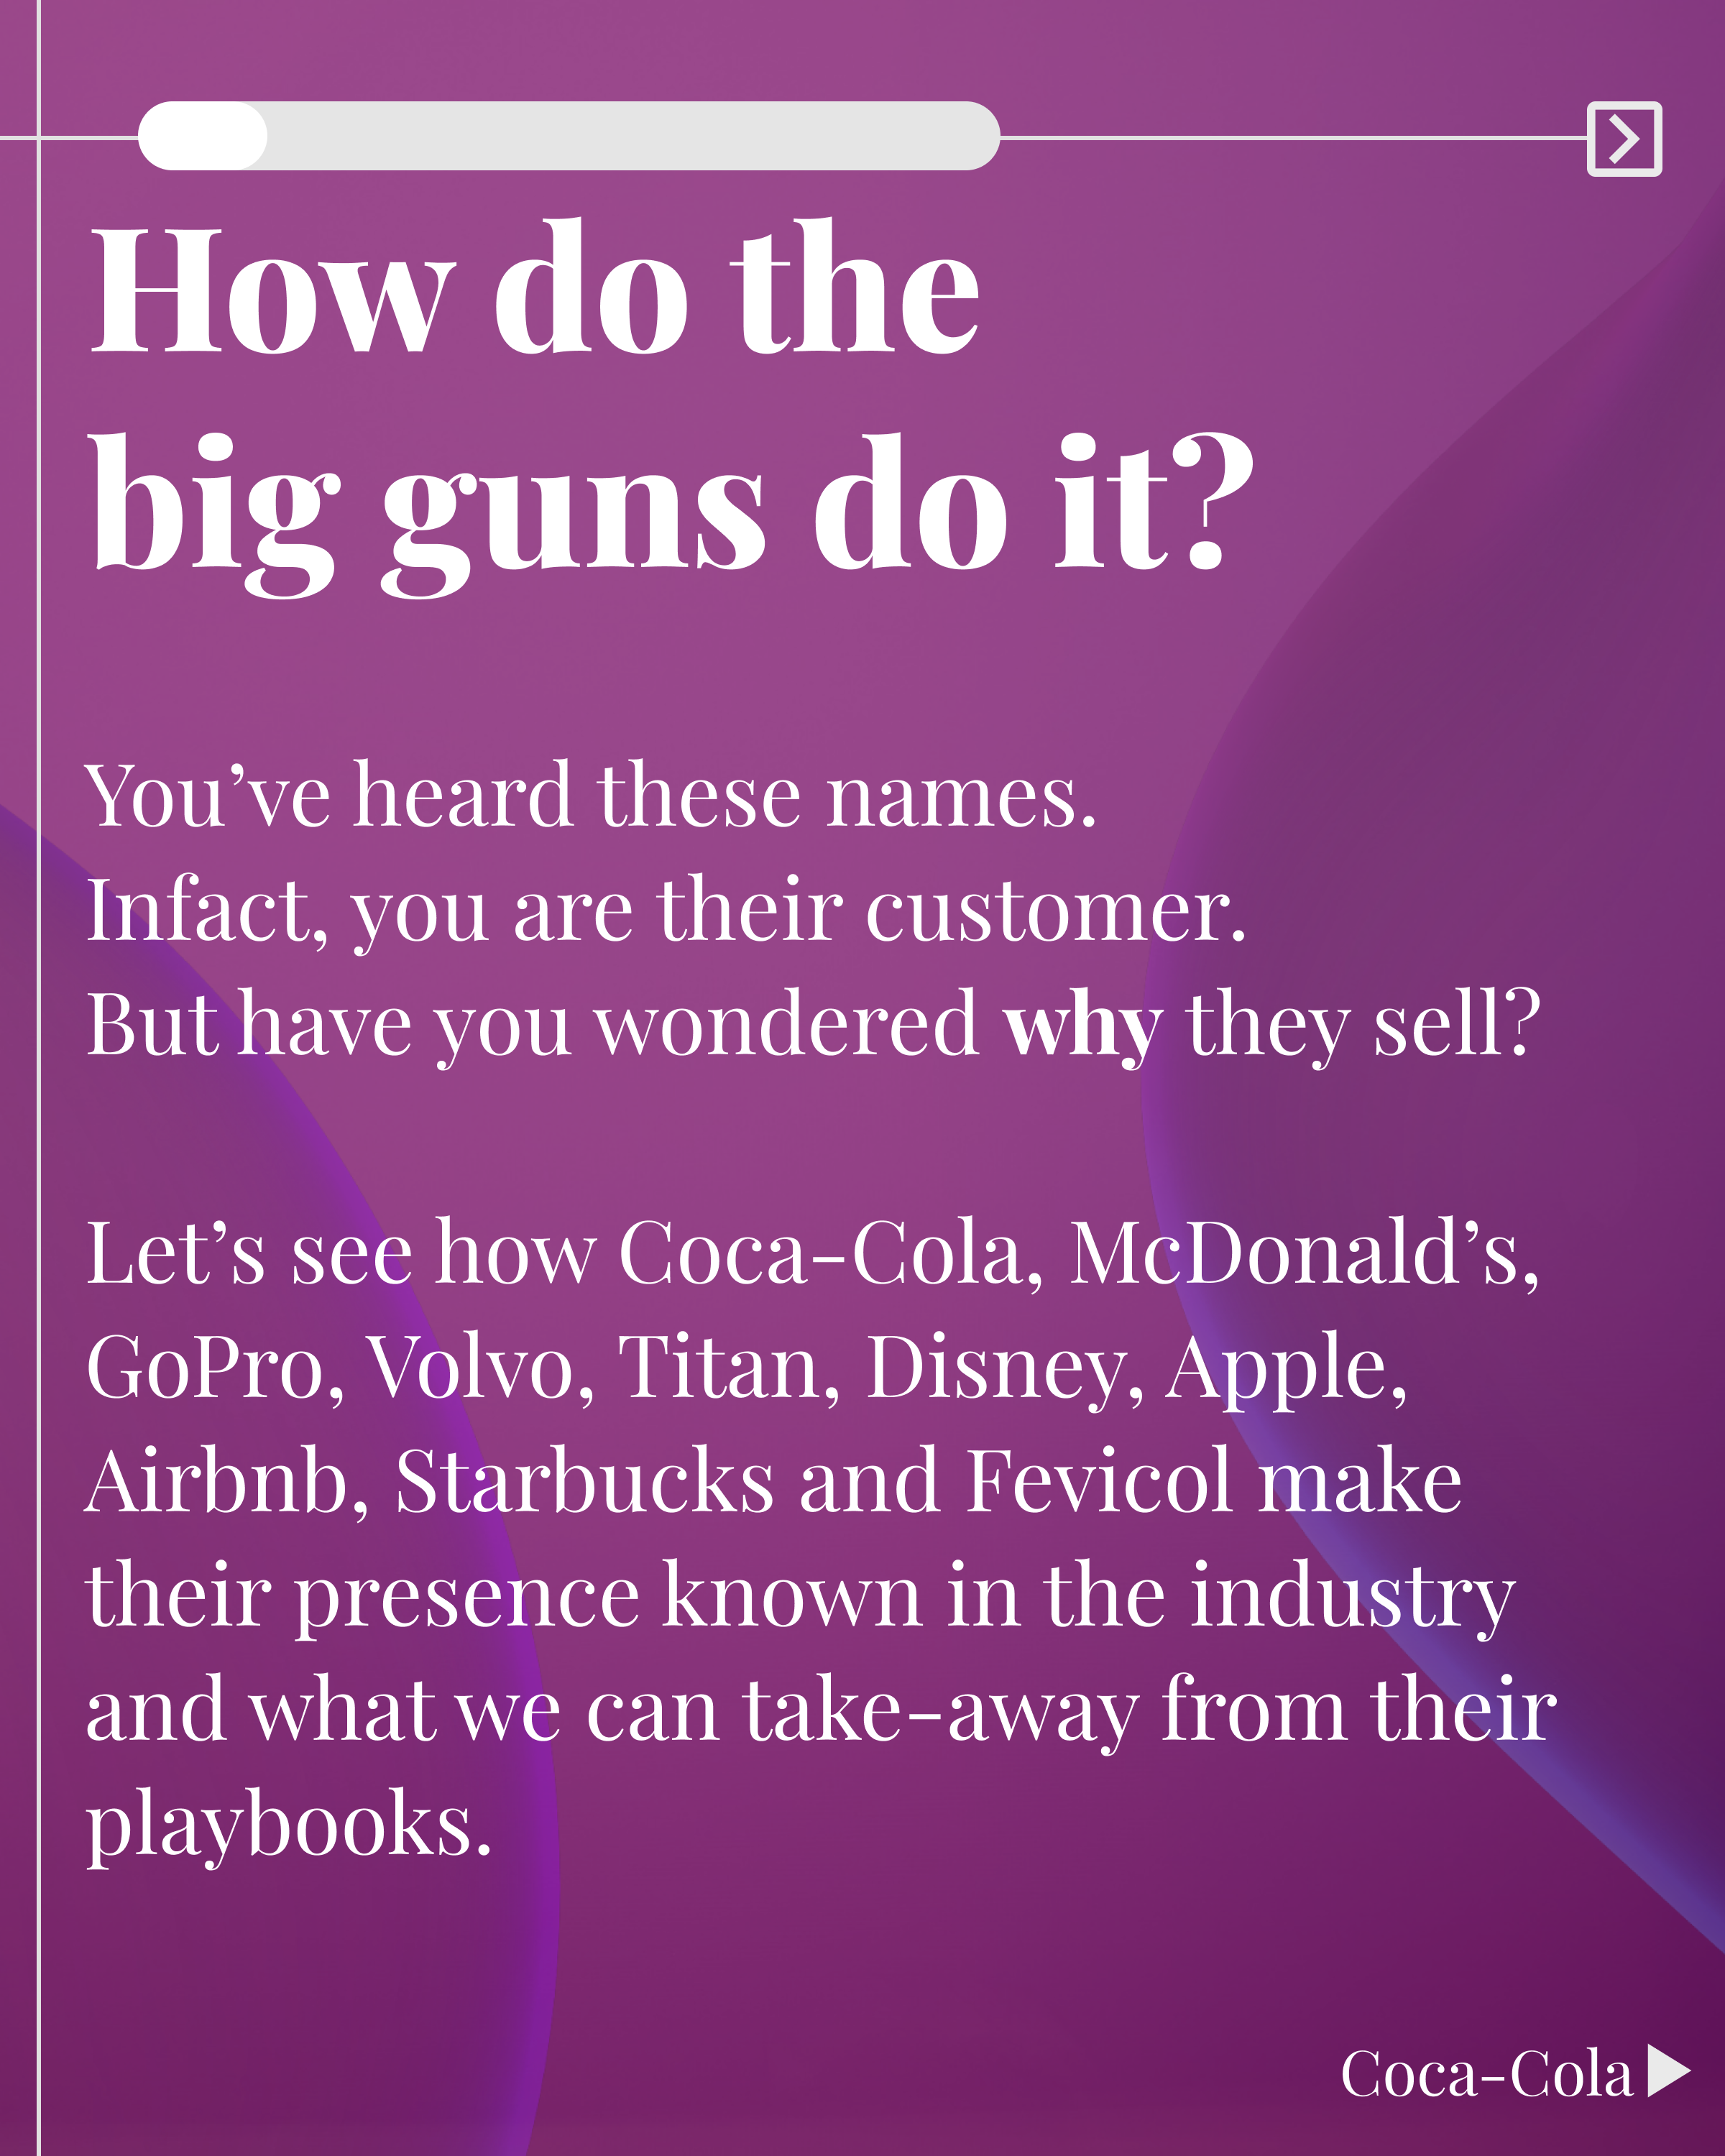 How do the
big guns do it?
You’ve heard these names.
Infact, you are their customer.
But have you wondered why they sell?
Let’s see how Coca-Cola, McDonald’s,
GoPro, Volvo, Titan, Disney, Apple,
Airbnb, Starbucks and Fevicol make
their presence known in the industry
and what we can take-away from their
playbooks.
Coca-Cola